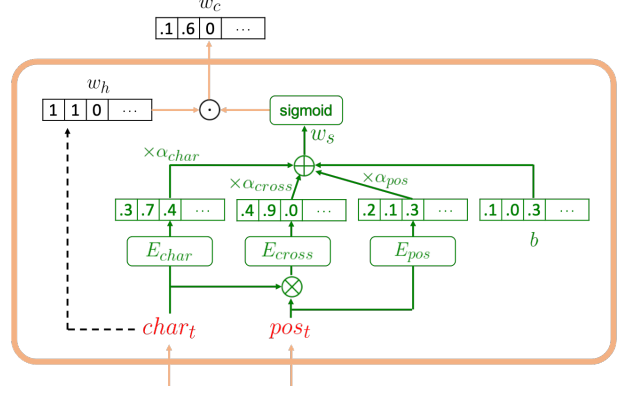 w_c
.1 .6 0 ...
w_h
1 1 0 ...
sigmoid
w_s
×α_char
×α_cross
×α_pos
.3 .7 .4 ...
.4 .9 .0 ...
.2 .1 .3 ...
.1 .0 .3 ...
E_char
E_cross
E_pos
b
char_t
pos_t